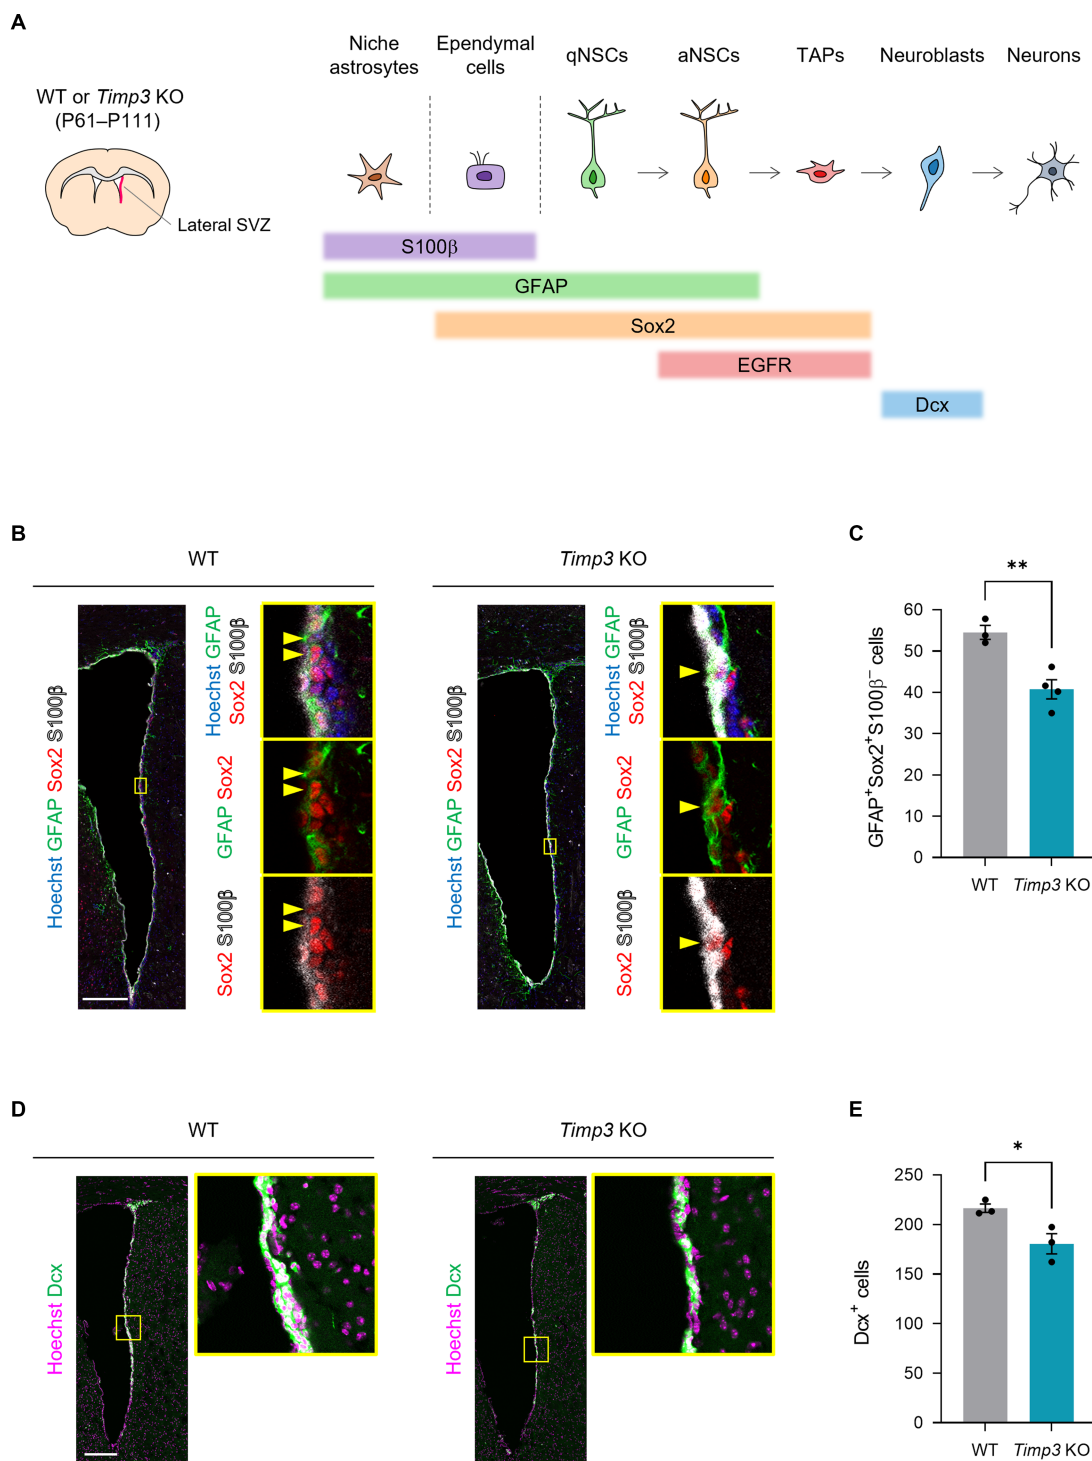 A
Niche
astrosytes
Ependymal
cells
qNSCs
aNSCs
TAPs
Neuroblasts
Neurons
WT or Timp3 KO
(P61–P111)
Lateral SVZ
S100β
GFAP
Sox2
EGFR
Dcx
B
WT
Timp3 KO
Hoechst GFAP Sox2 S100β
Hoechst GFAP
Sox2 S100β
GFAP Sox2
Sox2 S100β
Hoechst GFAP Sox2 S100β
Hoechst GFAP
Sox2 S100β
GFAP Sox2
Sox2 S100β
C
**
GFAP⁺Sox2⁺S100β⁻ cells
60
50
40
30
20
10
0
WT
Timp3 KO
D
WT
Timp3 KO
Hoechst Dcx
Hoechst Dcx
E
*
Dcx⁺ cells
250
200
150
100
50
0
WT
Timp3 KO